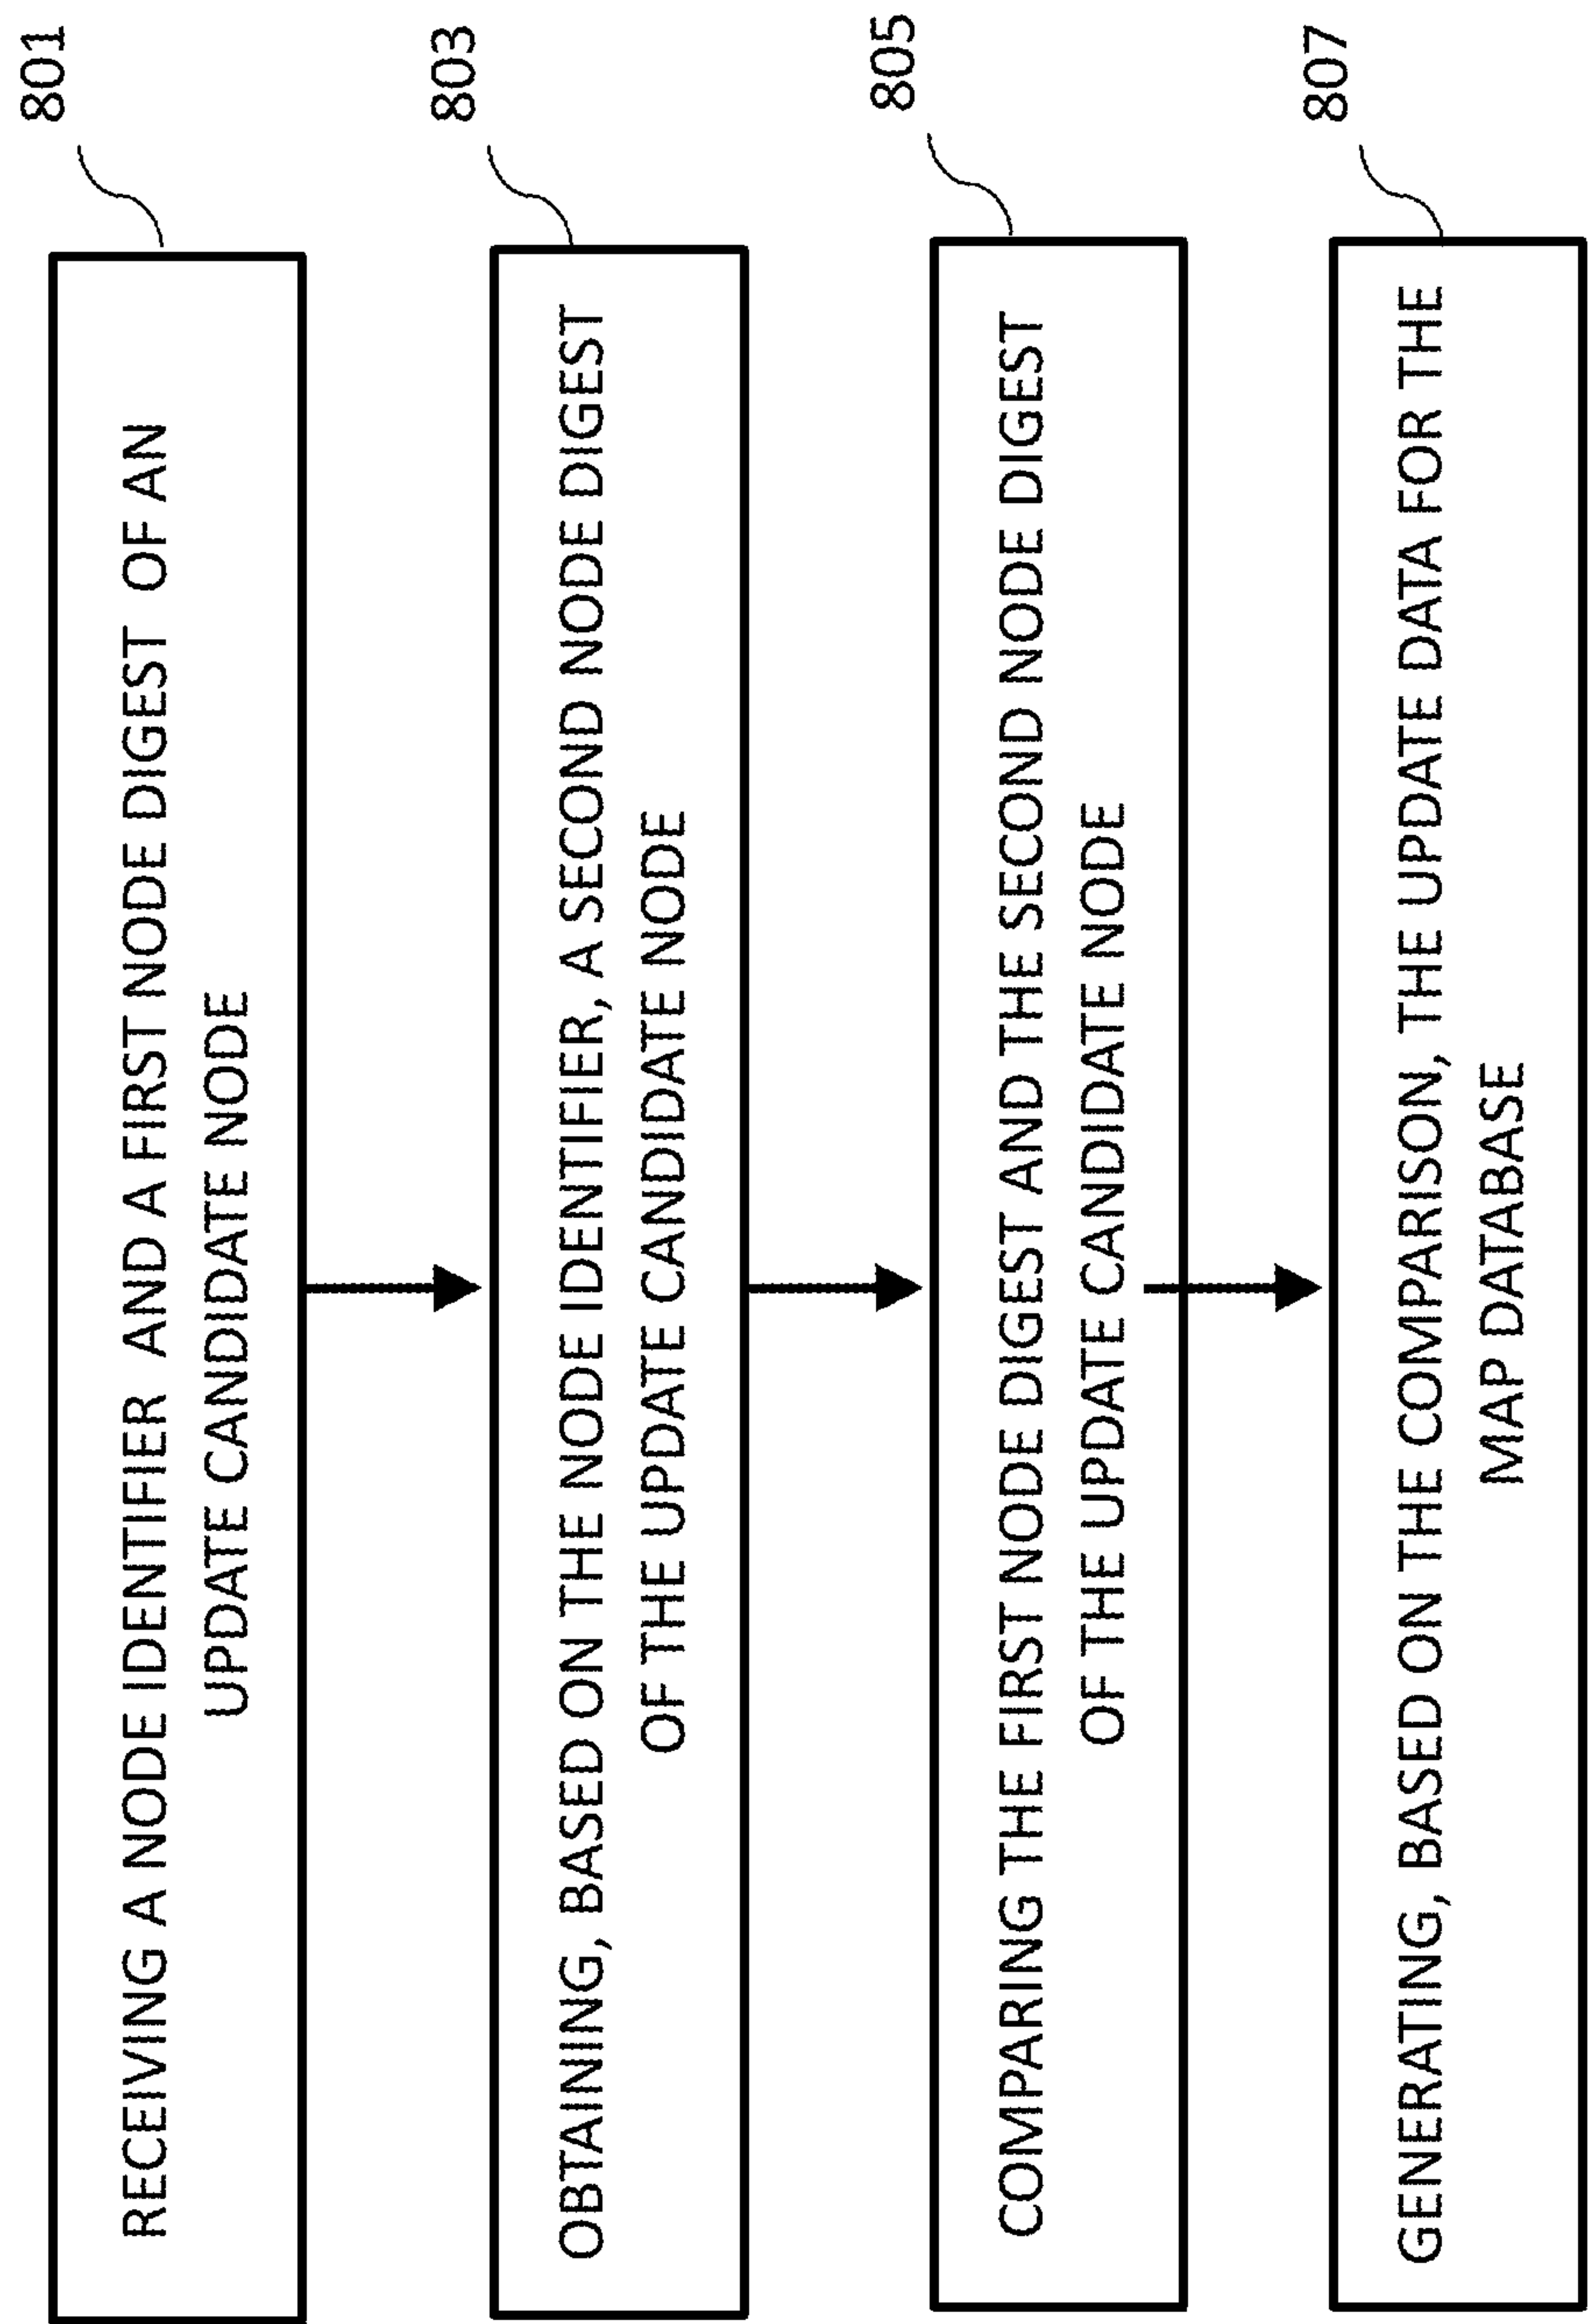 801
RECEIVING A NODE IDENTIFIER AND A FIRST NODE DIGEST OF AN
UPDATE CANDIDATE NODE
803
OBTAINING, BASED ON THE NODE IDENTIFIER, A SECOND NODE DIGEST
OF THE UPDATE CANDIDATE NODE
805
COMPARING THE FIRST NODE DIGEST AND THE SECOND NODE DIGEST
OF THE UPDATE CANDIDATE NODE
807
GENERATING, BASED ON THE COMPARISON, THE UPDATE DATA FOR THE
MAP DATABASE